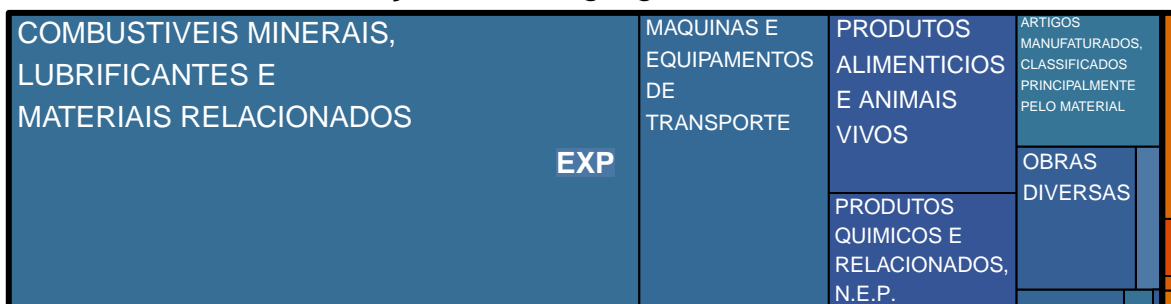 COMBUSTIVEIS MINERAIS,
LUBRIFICANTES E
MATERIAIS RELACIONADOS
EXP
MAQUINAS E
EQUIPAMENTOS
DE
TRANSPORTE
PRODUTOS
ALIMENTICIOS
E ANIMAIS
VIVOS
PRODUTOS
QUIMICOS E
RELACIONADOS,
N.E.P.
ARTIGOS
MANUFATURADOS,
CLASSIFICADOS
PRINCIPALMENTE
PELO MATERIAL
OBRAS
DIVERSAS